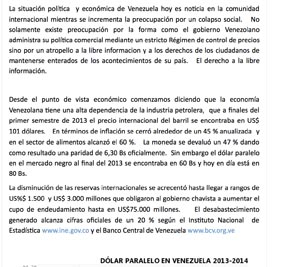 La situación política y económica de Venezuela hoy es noticia en la comunidad
internacional mientras se incrementa la preocupación por un colapso social. No
solamente existe preocupación por la forma como el gobierno Venezolano
administra su política comercial mediante un estricto Régimen de control de precios
sino por un atropello a la libre informacion y a los derechos de los ciudadanos de
mantenerse enterados de los acontecimientos de su país. El derecho a la libre
información.
Desde el punto de vista económico comenzamos diciendo que la economía
Venezolana tiene una alta dependencia de la industria petrolera, que a finales del
primer semestre de 2013 el precio internacional del barril se encontraba en US$
101 dólares. En términos de inflación se cerró alrededor de un 45 % anualizada y
en el sector de alimentos alcanzó el 60 %. La moneda se devaluó un 47 % dando
como resultado una paridad de 6,30 Bs oficialmente. Sin embargo el dólar paralelo
en el mercado negro al final del 2013 se encontraba en 60 Bs y hoy en día está en
80 Bs.
La disminución de las reservas internacionales se acrecentó hasta llegar a rangos de
US%$ 1.500 y US$ 3.000 millones que obligaron al gobierno chavista a aumentar el
cupo de endeudamiento hasta en US$75.000 millones. El desabastecimiento
generado alcanza cifras oficiales de un 20 % según el Instituto Nacional de
Estadística www.ine.gov.co y el Banco Central de Venezuela www.bcv.org.ve
DÓLAR PARALELO EN VENEZUELA 2013-2014